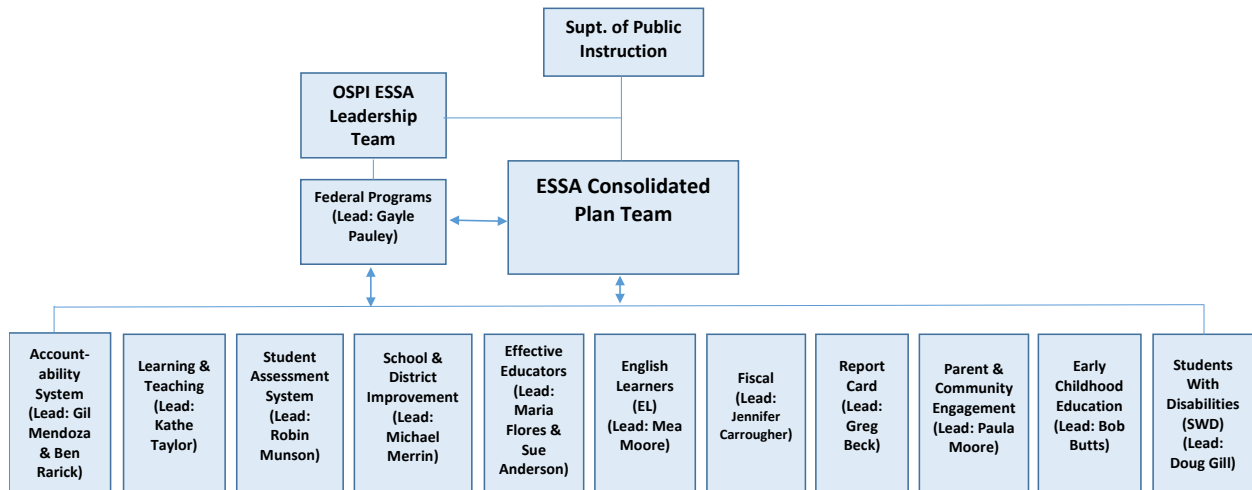 Supt. of Public
Instruction
OSPI ESSA
Leadership
Team
Federal Programs
(Lead: Gayle
Pauley)
ESSA Consolidated
Plan Team
Account-
ability
System
(Lead: Gil
Mendoza
& Ben
Rarick)
Learning &
Teaching
(Lead:
Kathe
Taylor)
Student
Assessment
System
(Lead:
Robin
Munson)
School &
District
Improvement
(Lead:
Michael
Merrin)
Effective
Educators
(Lead:
Maria
Flores &
Sue
Anderson)
English
Learners
(EL)
(Lead: Mea
Moore)
Fiscal
(Lead: Jennifer
Carrougher)
Report
Card
(Lead:
Greg
Beck)
Parent &
Community
Engagement
(Lead: Paula
Moore)
Early
Childhood
Education
(Lead: Bob
Butts)
Students
With
Disabilities
(SWD)
(Lead:
Doug Gill)